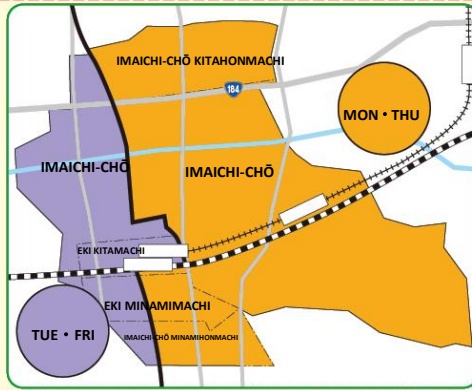 IMAICHI-CHŌ KITAHONMACHI
184
MON・THU
IMAICHI-CHŌ
IMAICHI-CHŌ
EKI KITAMACHI
EKI MINAMIMACHI
TUE・FRI
IMAICHI-CHŌ MINAMIHONMACHI